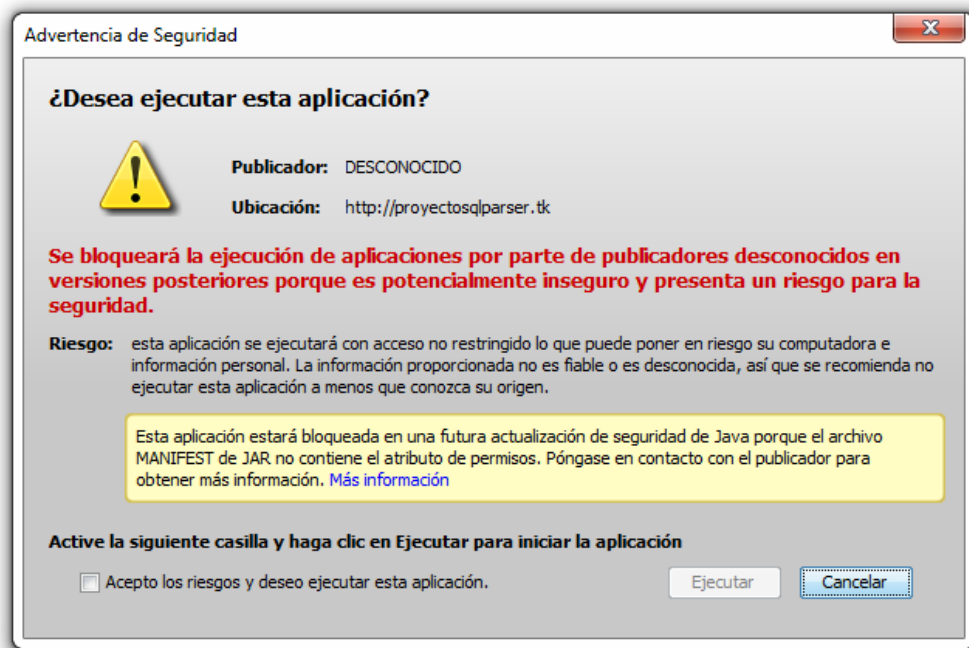 Advertencia de Seguridad
¿Desea ejecutar esta aplicación?
Publicador: DESCONOCIDO
Ubicación: http://proyectosqlparser.tk
Se bloqueará la ejecución de aplicaciones por parte de publicadores desconocidos en
versiones posteriores porque es potencialmente inseguro y presenta un riesgo para la
seguridad.
Riesgo: esta aplicación se ejecutará con acceso no restringido lo que puede poner en riesgo su computadora e
información personal. La información proporcionada no es fiable o es desconocida, así que se recomienda no
ejecutar esta aplicación a menos que conozca su origen.
Esta aplicación estará bloqueada en una futura actualización de seguridad de Java porque el archivo
MANIFEST de JAR no contiene el atributo de permisos. Póngase en contacto con el publicador para
obtener más información. Más información
Active la siguiente casilla y haga clic en Ejecutar para iniciar la aplicación
Acepto los riesgos y deseo ejecutar esta aplicación. Ejecutar Cancelar